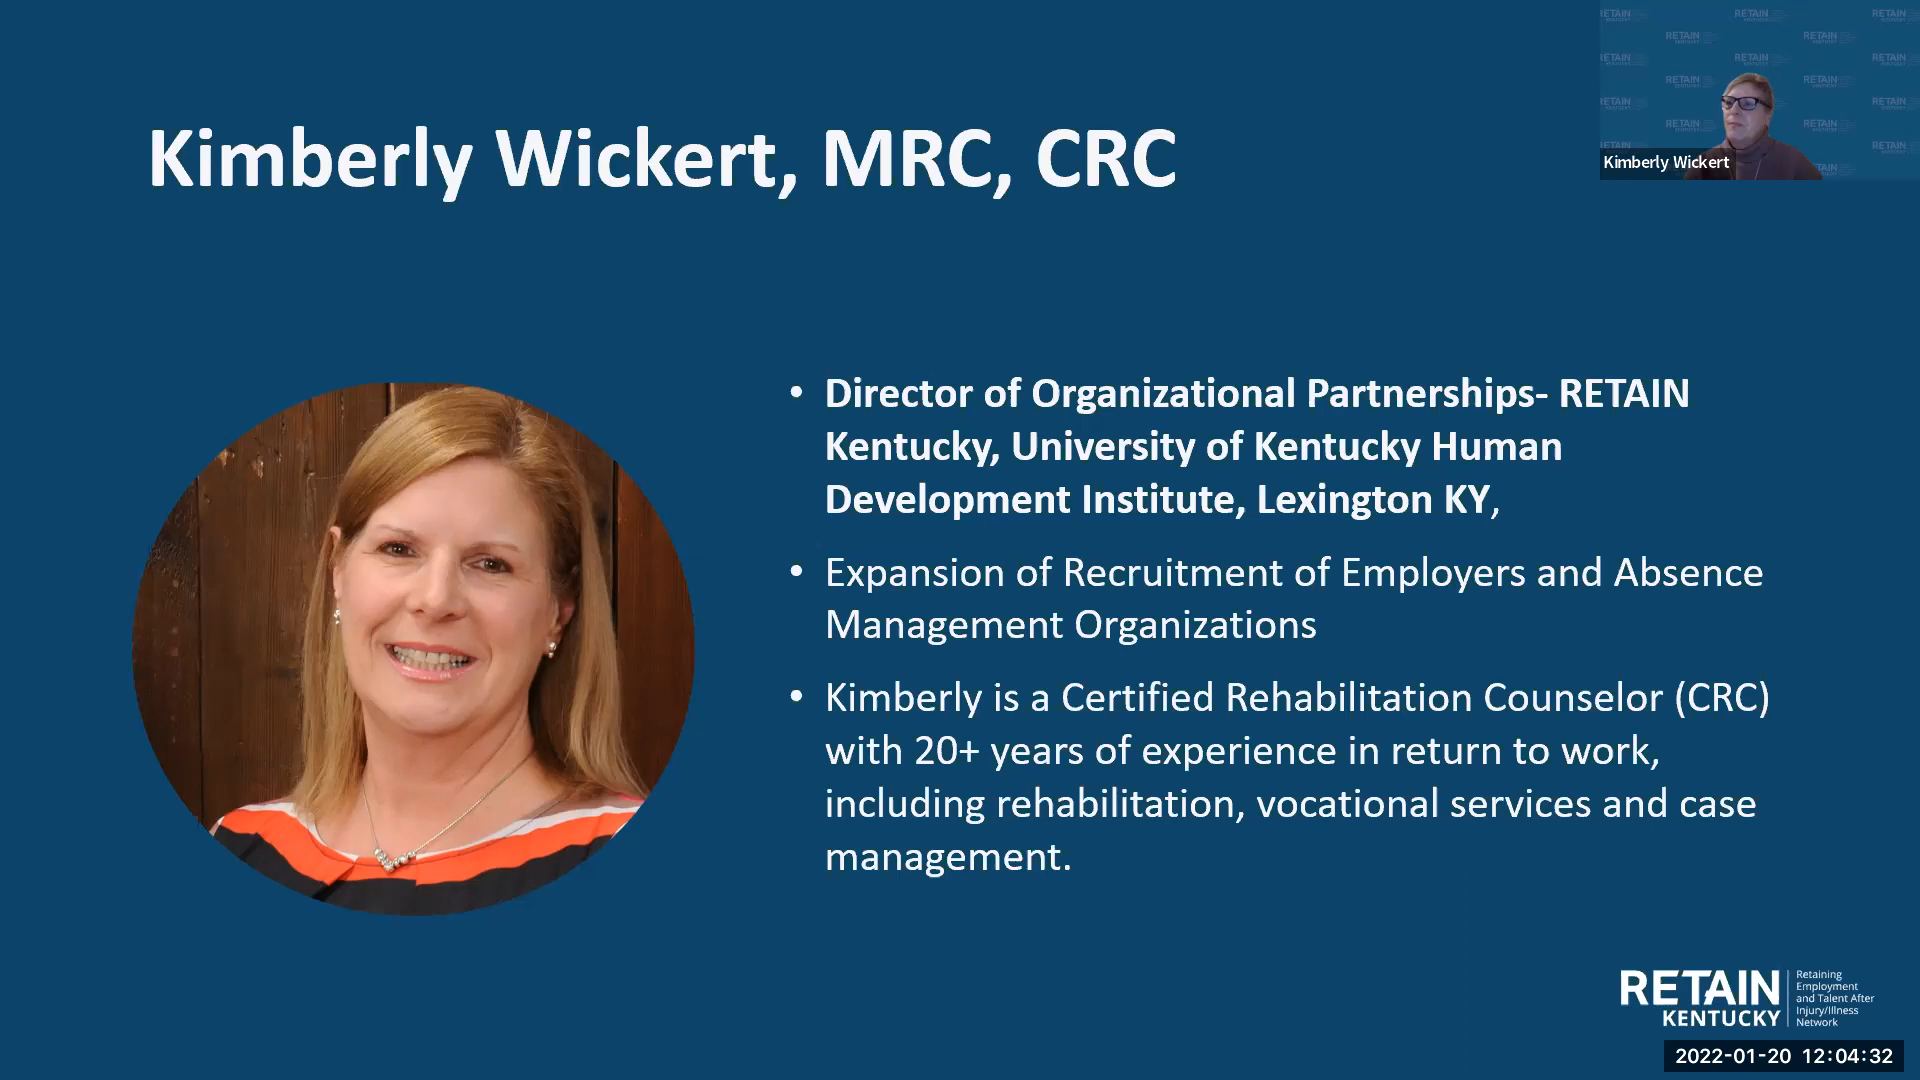 Kimberly Wickert, MRC, CRC
RETAIN
KENTUCKY
Kimberly Wickert
• Director of Organizational Partnerships- RETAIN
Kentucky, University of Kentucky Human
Development Institute, Lexington KY,
• Expansion of Recruitment of Employers and Absence
Management Organizations
• Kimberly is a Certified Rehabilitation Counselor (CRC)
with 20+ years of experience in return to work,
including rehabilitation, vocational services and case
management.
RETAIN
KENTUCKY
Retaining
Employment
and Talent After
Injury/Illness
Network
2022-01-20 12:04:32